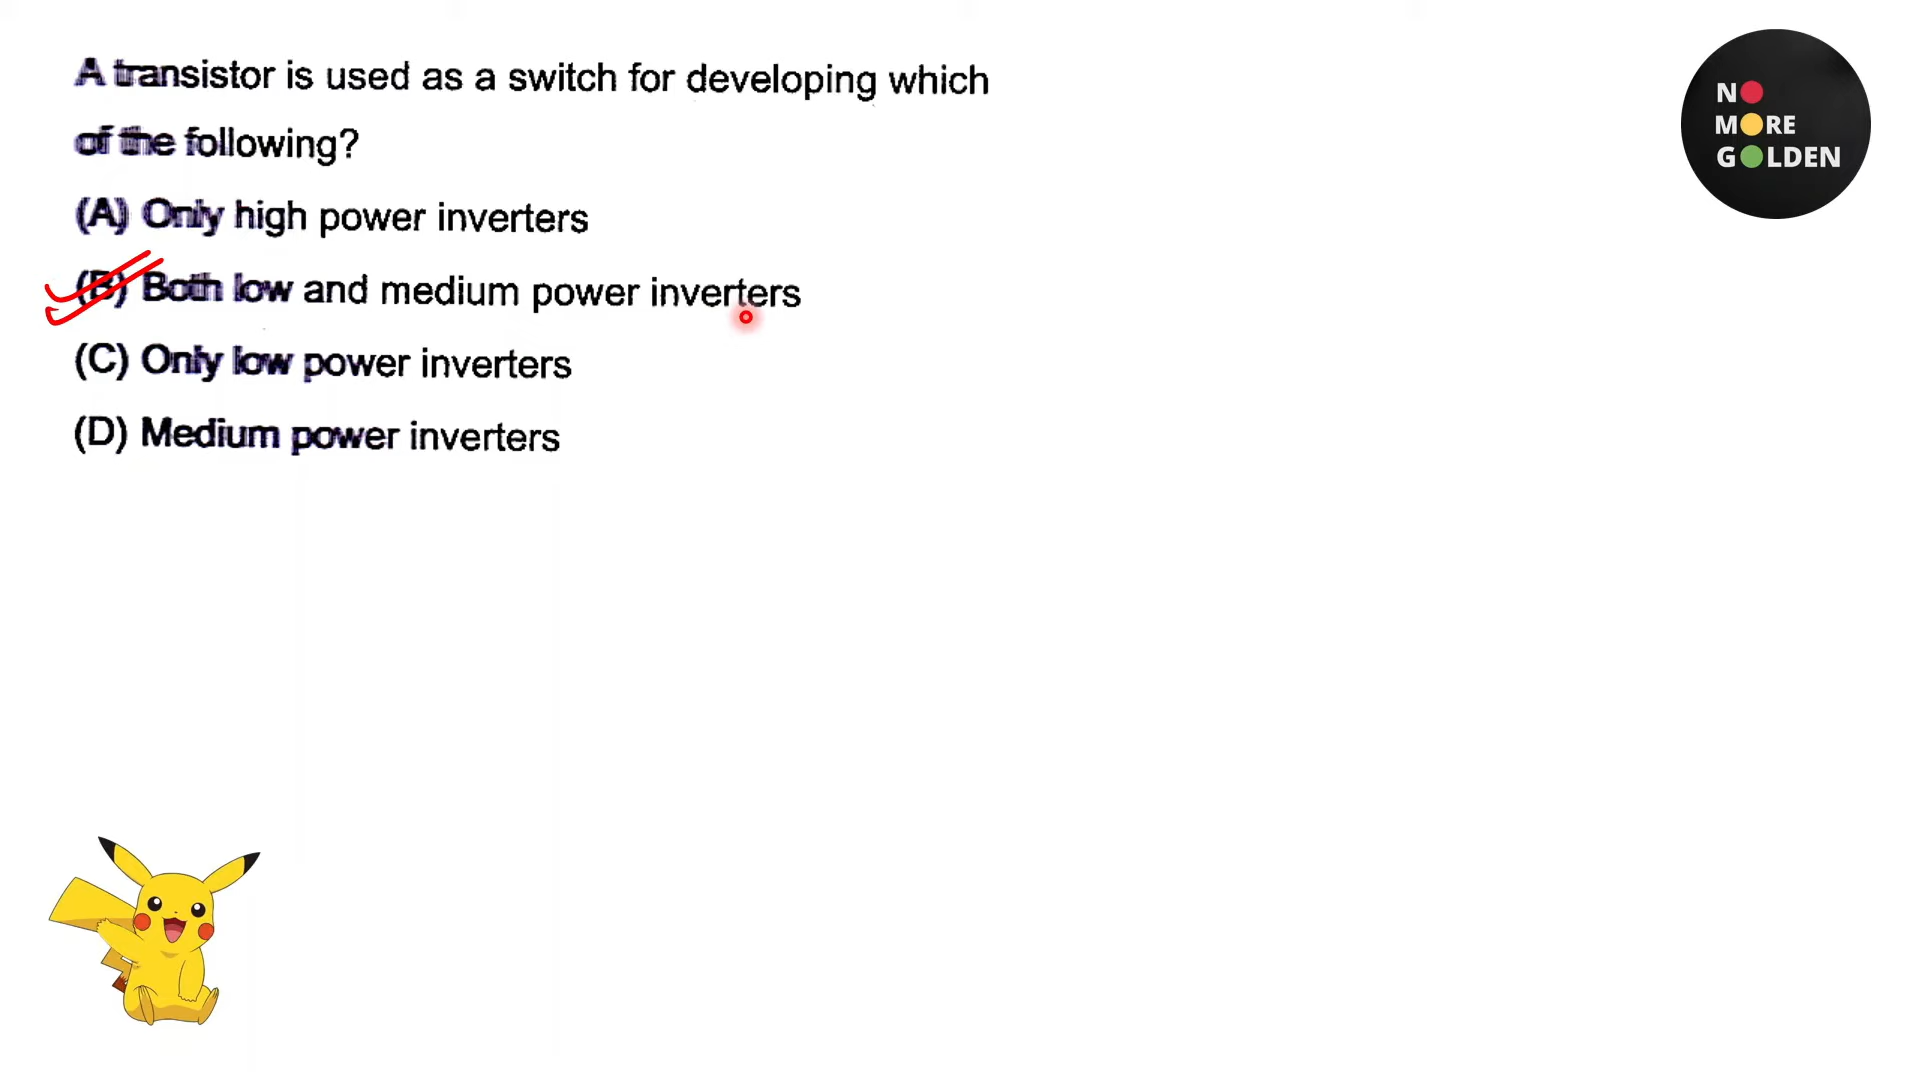 A transistor is used as a switch for developing which
of the following?
(A) Only high power inverters
(B) Both low and medium power inverters
(C) Only low power inverters
(D) Medium power inverters
NO
MORE
GOLDEN